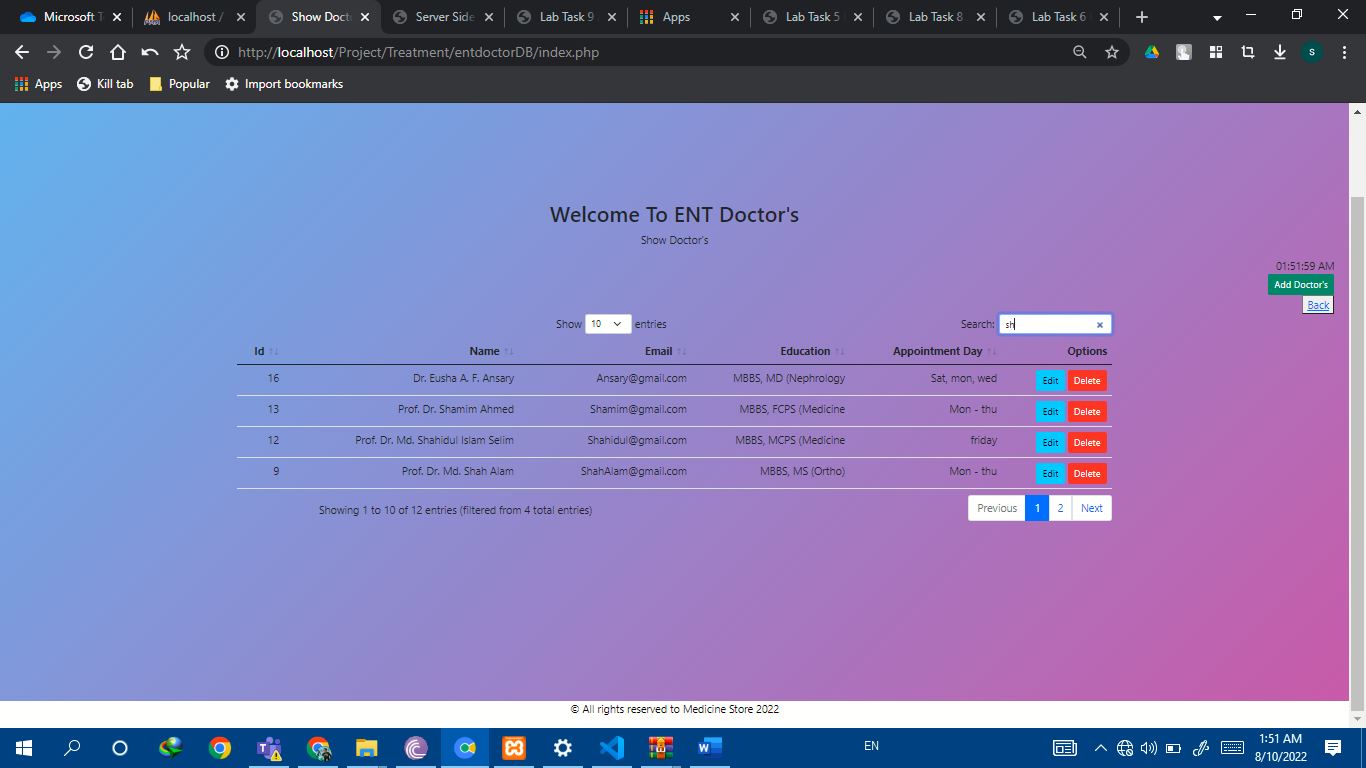 Microsoft T
localhost /
Show Doct
Server Side
Lab Task 9
Apps
Lab Task 5
Lab Task 8
Lab Task 6
http://localhost/Project/Treatment/entdoctorDB/index.php
S
Apps Kill tab Popular Import bookmarks
Welcome To ENT Doctor's
Show Doctor's
01:51:59 AM
Add Doctor's
Back
Show 10 entries Search: sh
Id Name Email Education Appointment Day Options
16 Dr. Eusha A. F. Ansary Ansary@gmail.com MBBS, MD (Nephrology Sat, mon, wed Edit Delete
13 Prof. Dr. Shamim Ahmed Shamim@gmail.com MBBS, FCPS (Medicine Mon - thu Edit Delete
12 Prof. Dr. Md. Shahidul Islam Selim Shahidul@gmail.com MBBS, MCPS (Medicine friday Edit Delete
9 Prof. Dr. Md. Shah Alam ShahAlam@gmail.com MBBS, MS (Ortho) Mon - thu Edit Delete
Showing 1 to 10 of 12 entries (filtered from 4 total entries) Previous 1 2 Next
© All rights reserved to Medicine Store 2022
EN
1:51 AM
8/10/2022